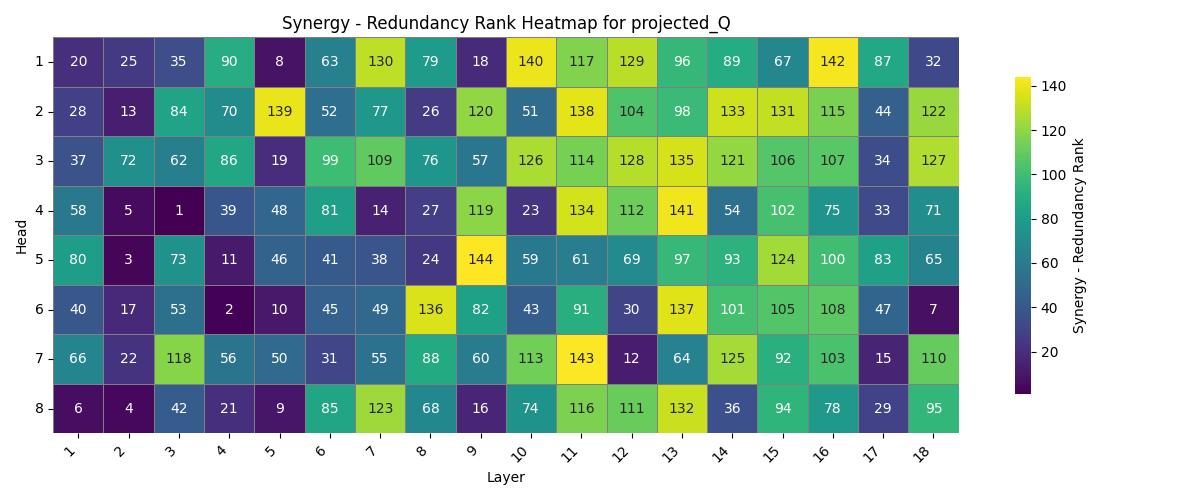 Synergy - Redundancy Rank Heatmap for projected_Q
1 20 25 35 90 8 63 130 79 18 140 117 129 96 89 67 142 87 32
2 28 13 84 70 139 52 77 26 120 51 138 104 98 133 131 115 44 122
3 37 72 62 86 19 99 109 76 57 126 114 128 135 121 106 107 34 127
4 58 5 1 39 48 81 14 27 119 23 134 112 141 54 102 75 33 71
5 80 3 73 11 46 41 38 24 144 59 61 69 97 93 124 100 83 65
6 40 17 53 2 10 45 49 136 82 43 91 30 137 101 105 108 47 7
7 66 22 118 56 50 31 55 88 60 113 143 12 64 125 92 103 15 110
8 6 4 42 21 9 85 123 68 16 74 116 111 132 36 94 78 29 95
1 2 3 4 5 6 7 8 9 10 11 12 13 14 15 16 17 18
Layer
Head
140
120
100
80
60
40
20
Synergy - Redundancy Rank